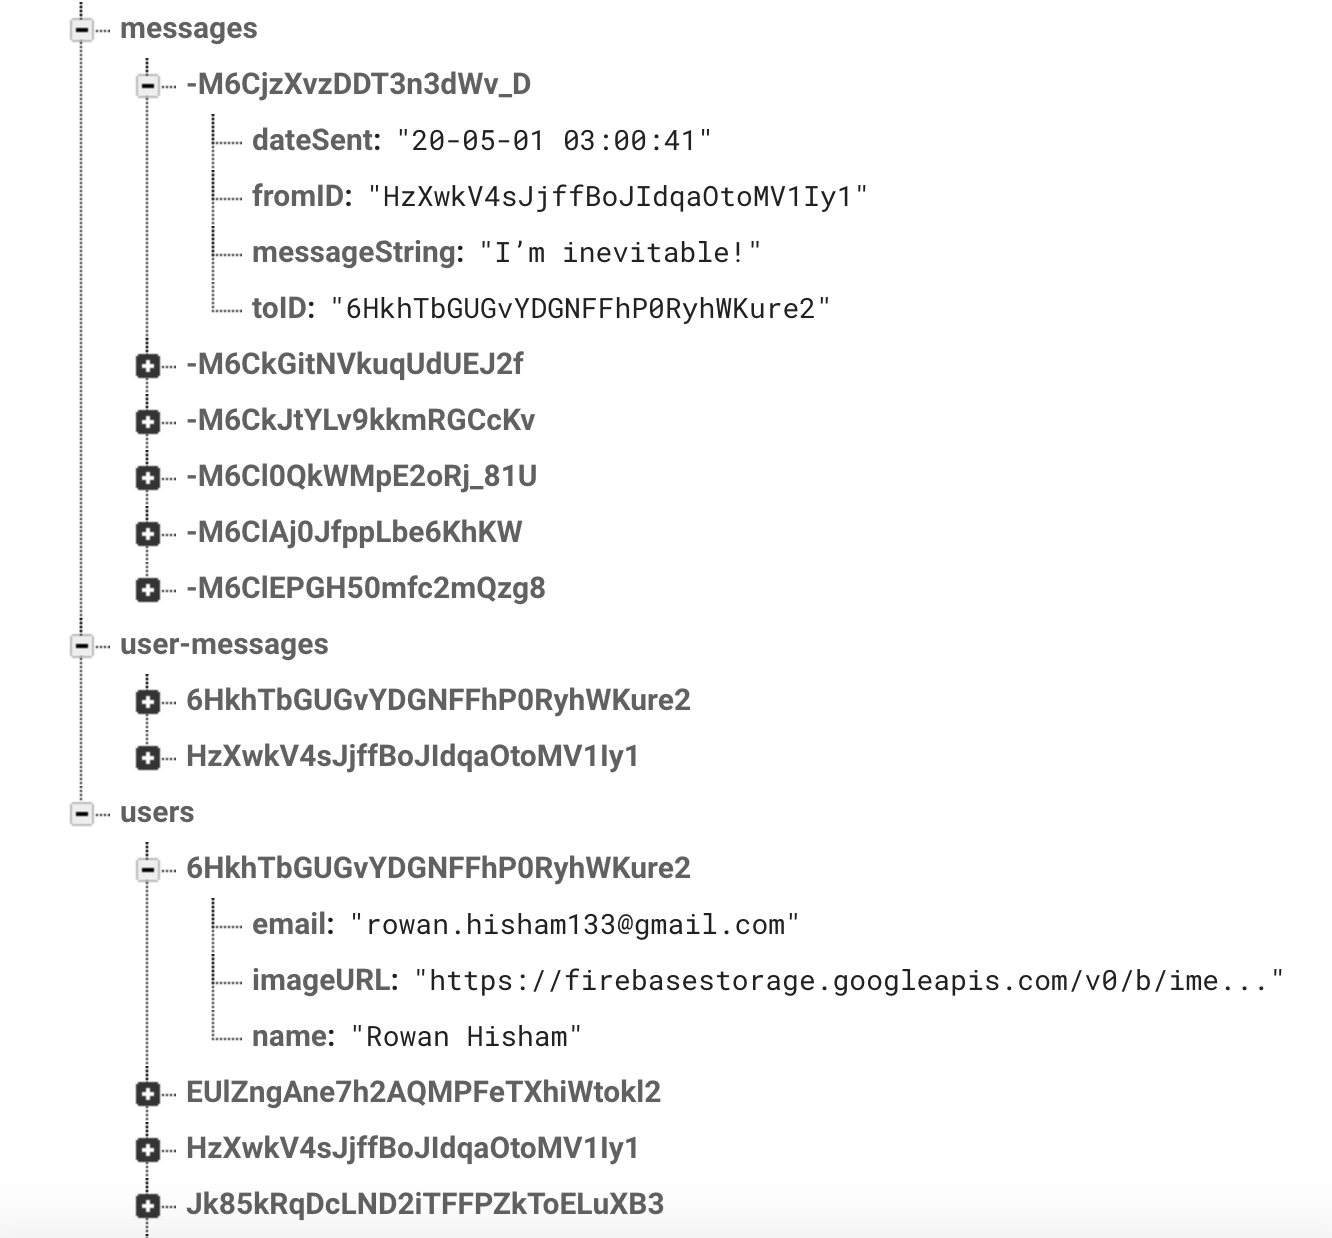 messages
-M6CjzXvzDDT3n3dWv_D
dateSent: "20-05-01 03:00:41"
fromID: "HzXwkV4sJjffBoJIdqaOtoMV1Iy1"
messageString: "I’m inevitable!"
toID: "6HkhTbGUGvYDGNFFhP0RyhWKure2"
-M6CkGitNVkuqUdUEJ2f
-M6CkJtYLv9kkmRGCcKv
-M6Cl0QkWMpE2oRj_81U
-M6ClAj0JfppLbe6KhKW
-M6ClEPGH50mfc2mQzg8
user-messages
6HkhTbGUGvYDGNFFhP0RyhWKure2
HzXwkV4sJjffBoJIdqaOtoMV1Iy1
users
6HkhTbGUGvYDGNFFhP0RyhWKure2
email: "rowan.hisham133@gmail.com"
imageURL: "https://firebasestorage.googleapis.com/v0/b/ime..."
name: "Rowan Hisham"
EUlZngAne7h2AQMPFeTXhiWtokl2
HzXwkV4sJjffBoJIdqaOtoMV1Iy1
Jk85kRqDcLND2iTFFPZkToELuXB3